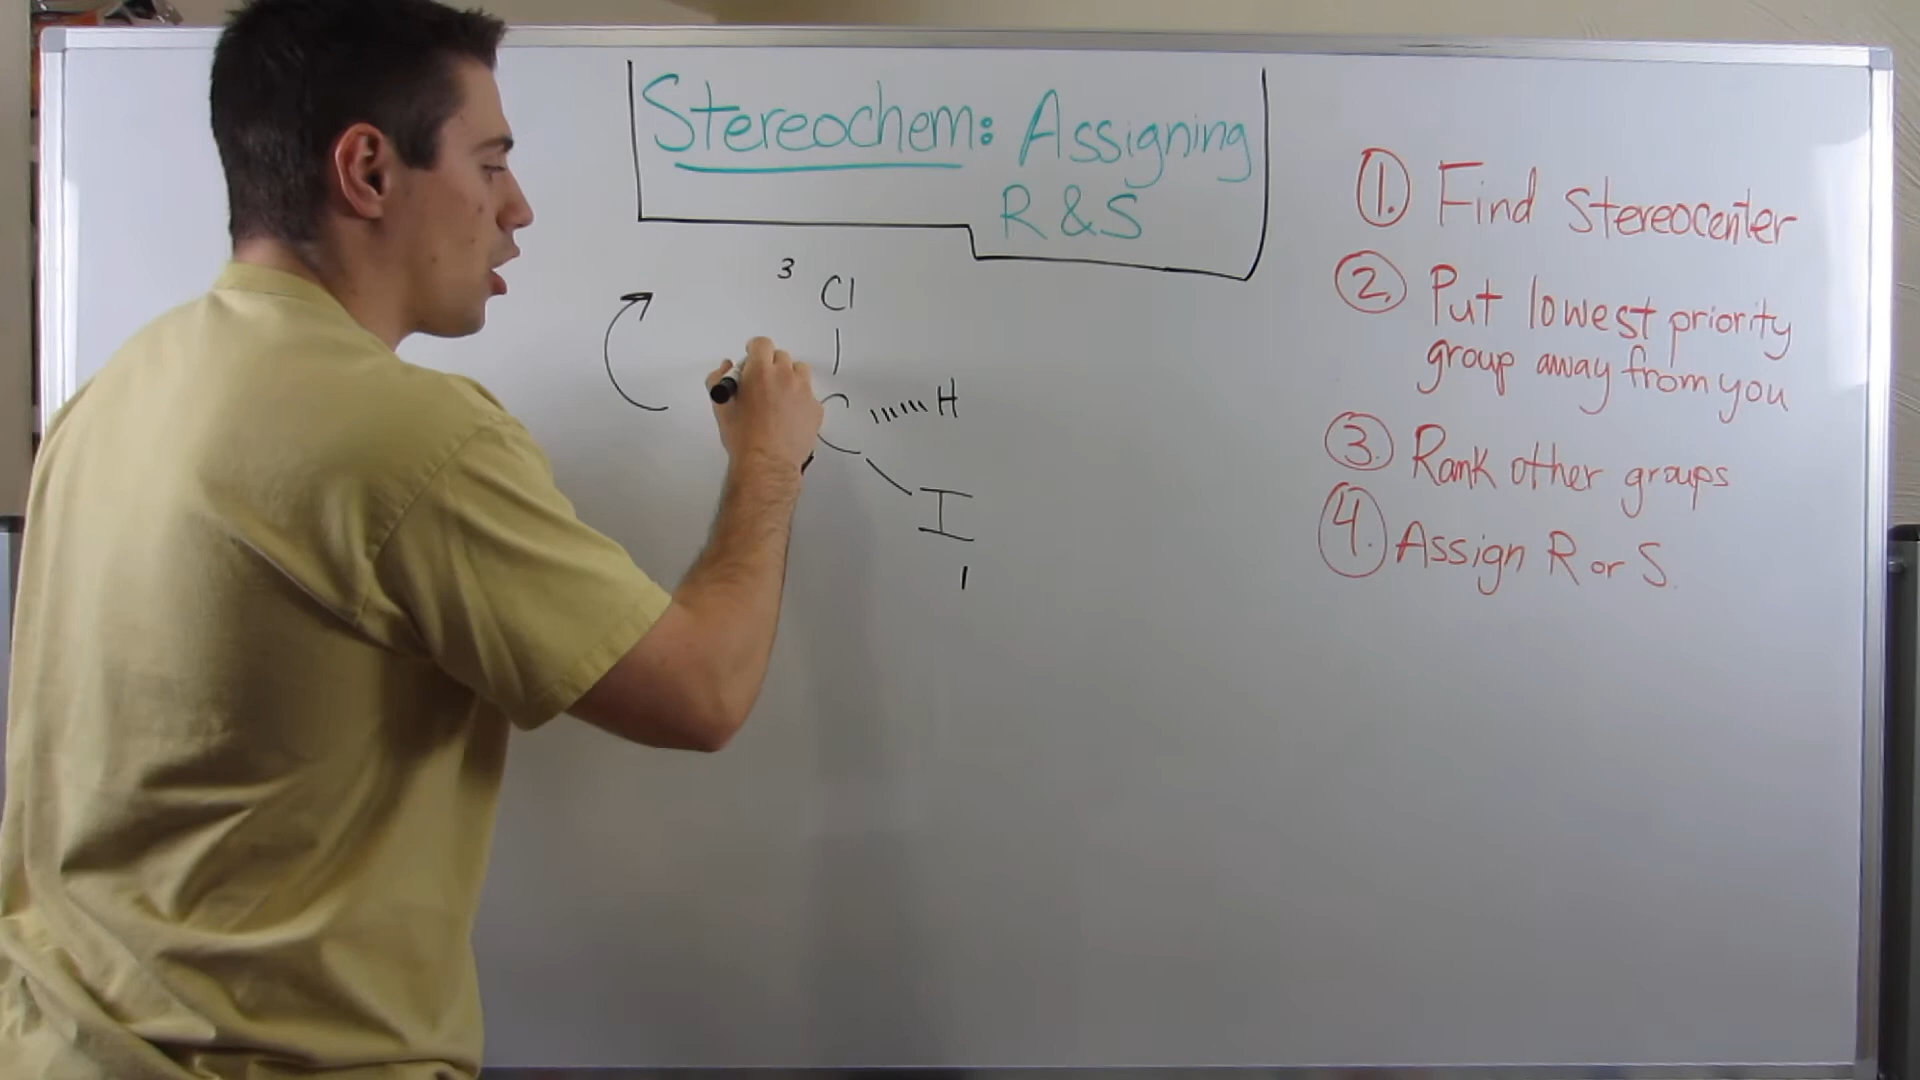 Stereochem: Assigning
R & S
3
Cl
C
H
I
1
1. Find Stereocenter
2. Put lowest priority
group away from you
3. Rank other groups
4. Assign R or S.